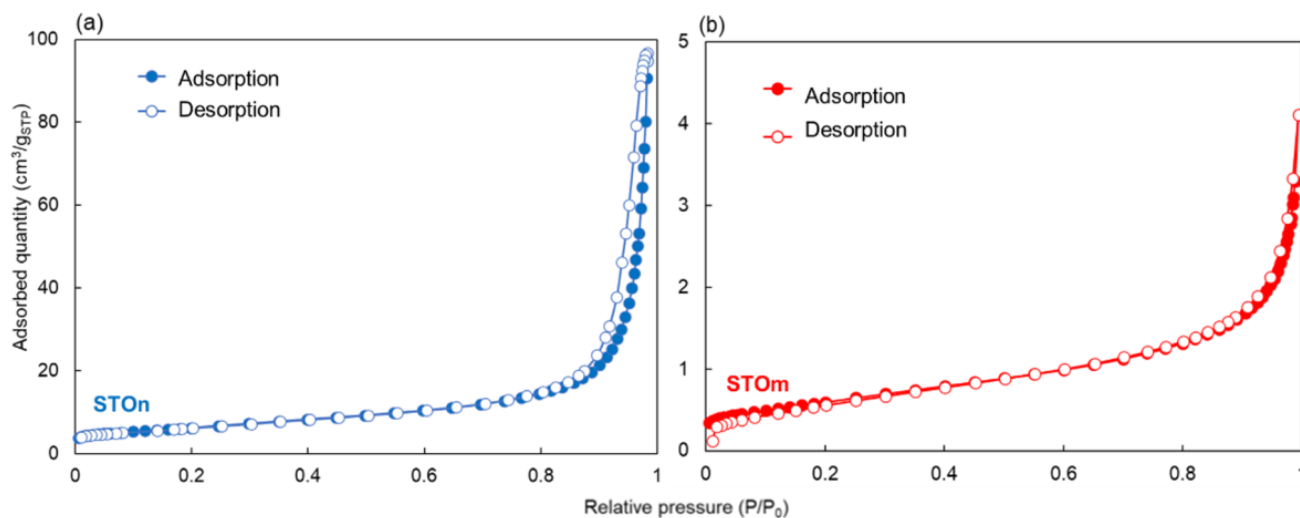 (a)
100
80
60
40
20
0
Adsorbed quantity (cm³/g_STP)
Adsorption
Desorption
STOn
0 0.2 0.4 0.6 0.8 1
(b)
5
4
3
2
1
0
Adsorption
Desorption
STOm
0 0.2 0.4 0.6 0.8 1
Relative pressure (P/P₀)